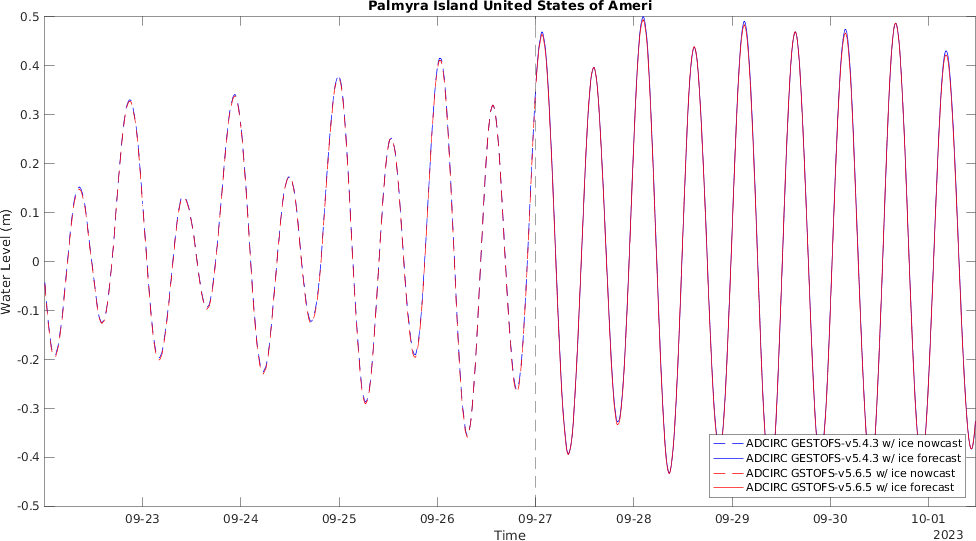 Palmyra Island United States of Ameri
0.5
0.4
0.3
0.2
0.1
0
-0.1
-0.2
-0.3
-0.4
-0.5
Water Level (m)
ADCIRC GESTOFS-v5.4.3 w/ ice nowcast
ADCIRC GESTOFS-v5.4.3 w/ ice forecast
ADCIRC GSTOFS-v5.6.5 w/ ice nowcast
ADCIRC GSTOFS-v5.6.5 w/ ice forecast
09-23 09-24 09-25 09-26 09-27 09-28 09-29 09-30 10-01
Time
2023